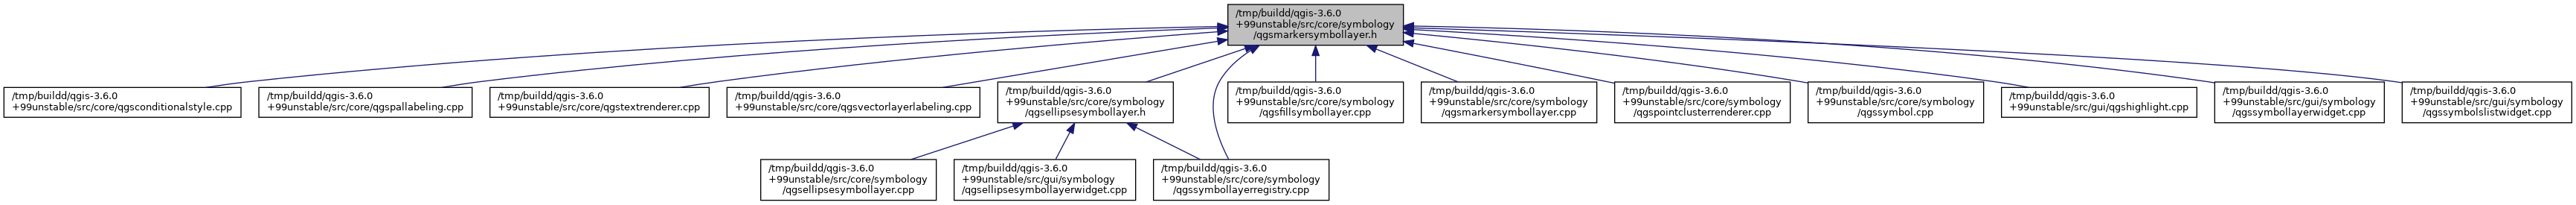 /tmp/buildd/qgis-3.6.0
+99unstable/src/core/symbology
/qgsmarkersymbollayer.h
/tmp/buildd/qgis-3.6.0
+99unstable/src/core/qgsconditionalstyle.cpp
/tmp/buildd/qgis-3.6.0
+99unstable/src/core/qgspallabeling.cpp
/tmp/buildd/qgis-3.6.0
+99unstable/src/core/qgstextrenderer.cpp
/tmp/buildd/qgis-3.6.0
+99unstable/src/core/qgsvectorlayerlabeling.cpp
/tmp/buildd/qgis-3.6.0
+99unstable/src/core/symbology
/qgsellipsesymbollayer.h
/tmp/buildd/qgis-3.6.0
+99unstable/src/core/symbology
/qgsfillsymbollayer.cpp
/tmp/buildd/qgis-3.6.0
+99unstable/src/core/symbology
/qgsmarkersymbollayer.cpp
/tmp/buildd/qgis-3.6.0
+99unstable/src/core/symbology
/qgspointclusterrenderer.cpp
/tmp/buildd/qgis-3.6.0
+99unstable/src/core/symbology
/qgssymbol.cpp
/tmp/buildd/qgis-3.6.0
+99unstable/src/gui/qgshighlight.cpp
/tmp/buildd/qgis-3.6.0
+99unstable/src/gui/symbology
/qgssymbollayerwidget.cpp
/tmp/buildd/qgis-3.6.0
+99unstable/src/gui/symbology
/qgssymbolslistwidget.cpp
/tmp/buildd/qgis-3.6.0
+99unstable/src/core/symbology
/qgsellipsesymbollayer.cpp
/tmp/buildd/qgis-3.6.0
+99unstable/src/gui/symbology
/qgsellipsesymbollayerwidget.cpp
/tmp/buildd/qgis-3.6.0
+99unstable/src/core/symbology
/qgssymbollayerregistry.cpp